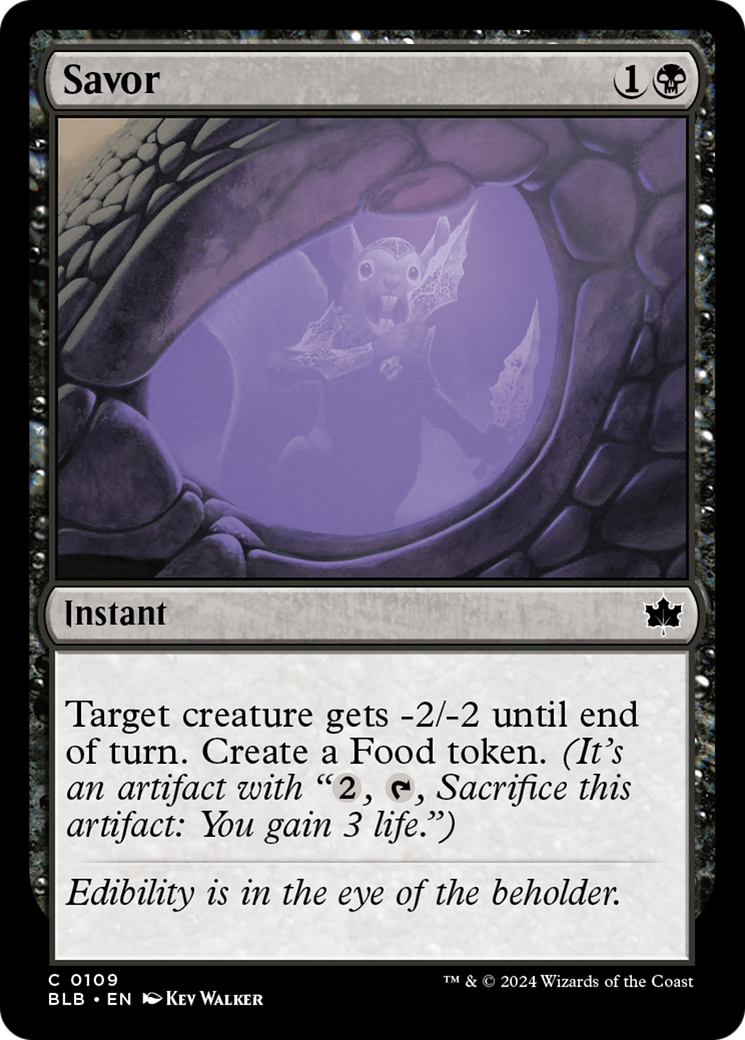 Savor 1
Instant
Target creature gets -2/-2 until end
of turn. Create a Food token. (It's
an artifact with “2, , Sacrifice this
artifact: You gain 3 life.”)
Edibility is in the eye of the beholder.
C 0109
BLB • EN Kev Walker
™ & © 2024 Wizards of the Coast